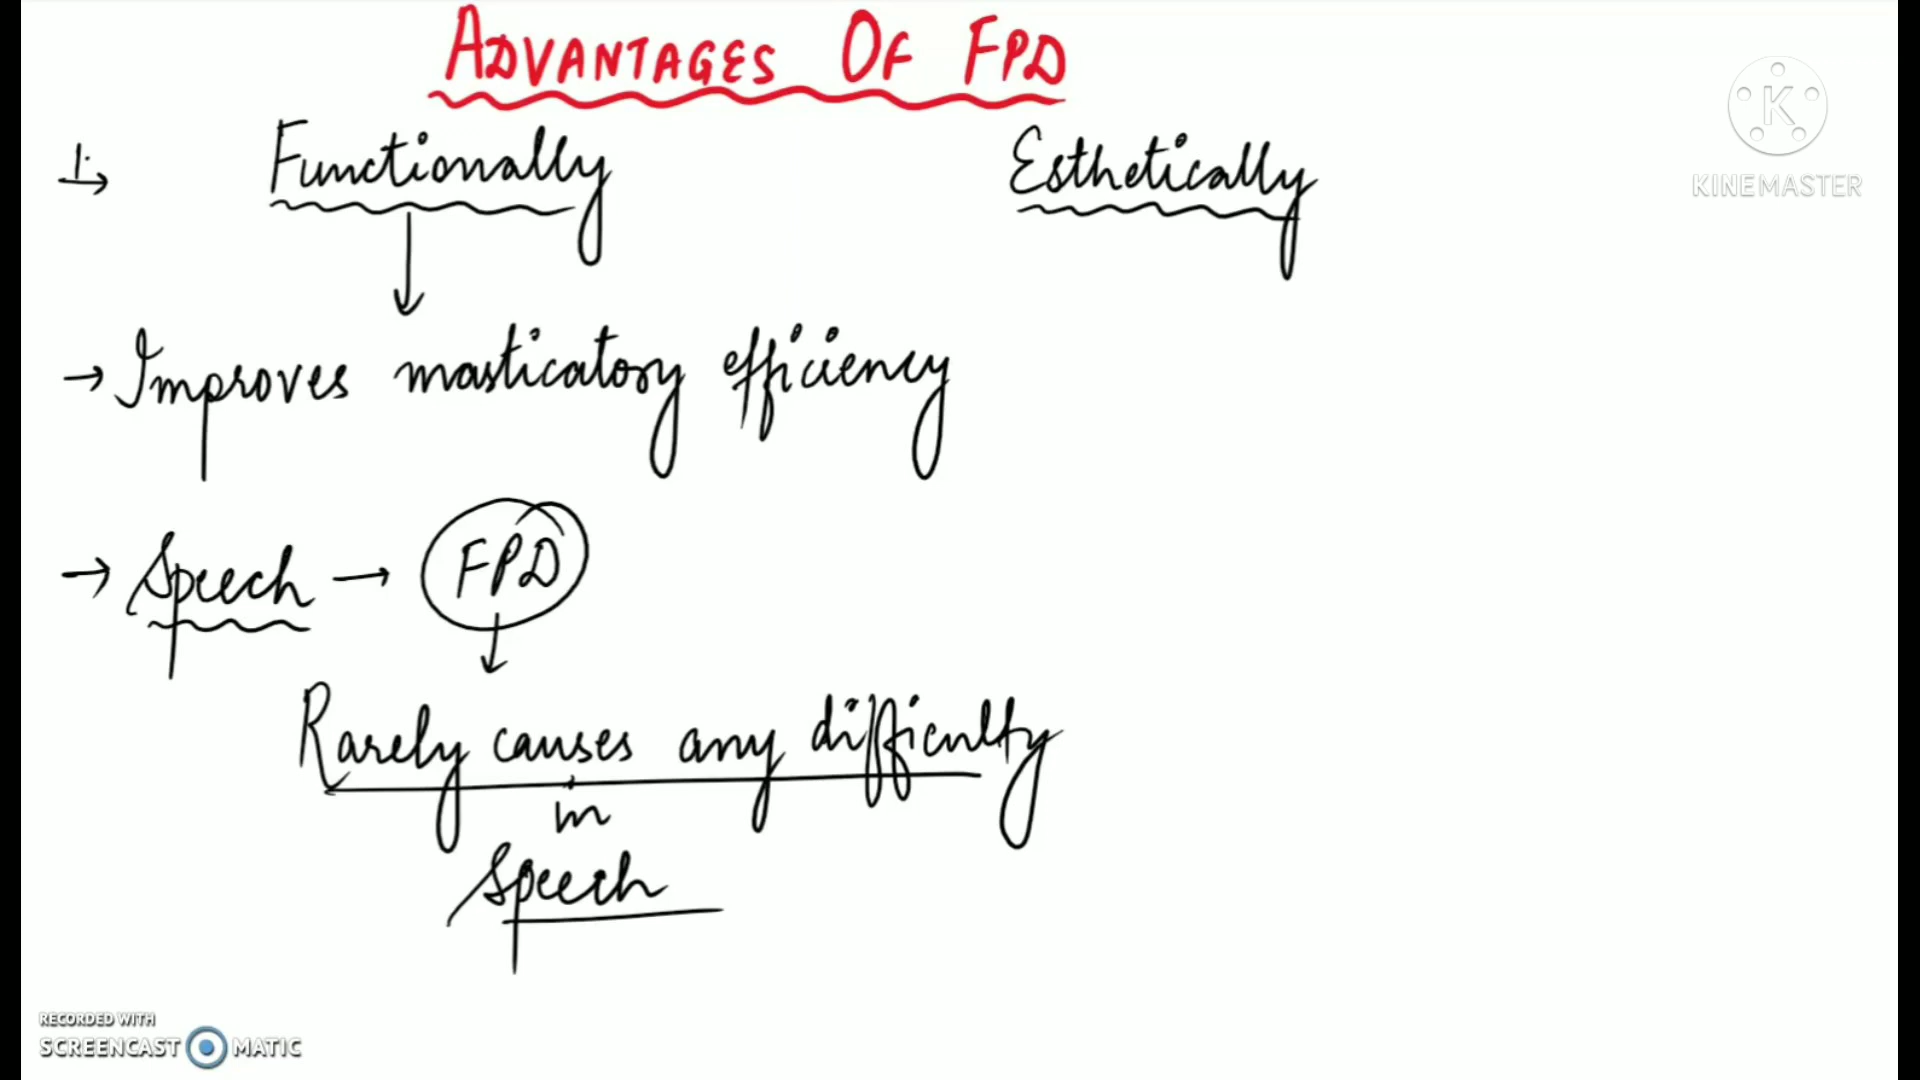 ADVANTAGES OF FPD
1. Functionally Esthetically
K
KINEMASTER
→ Improves masticatory efficiency
→ Speech → FPD
Rarely causes any difficulty
in
Speech
RECORDED WITH
SCREENCAST MATIC